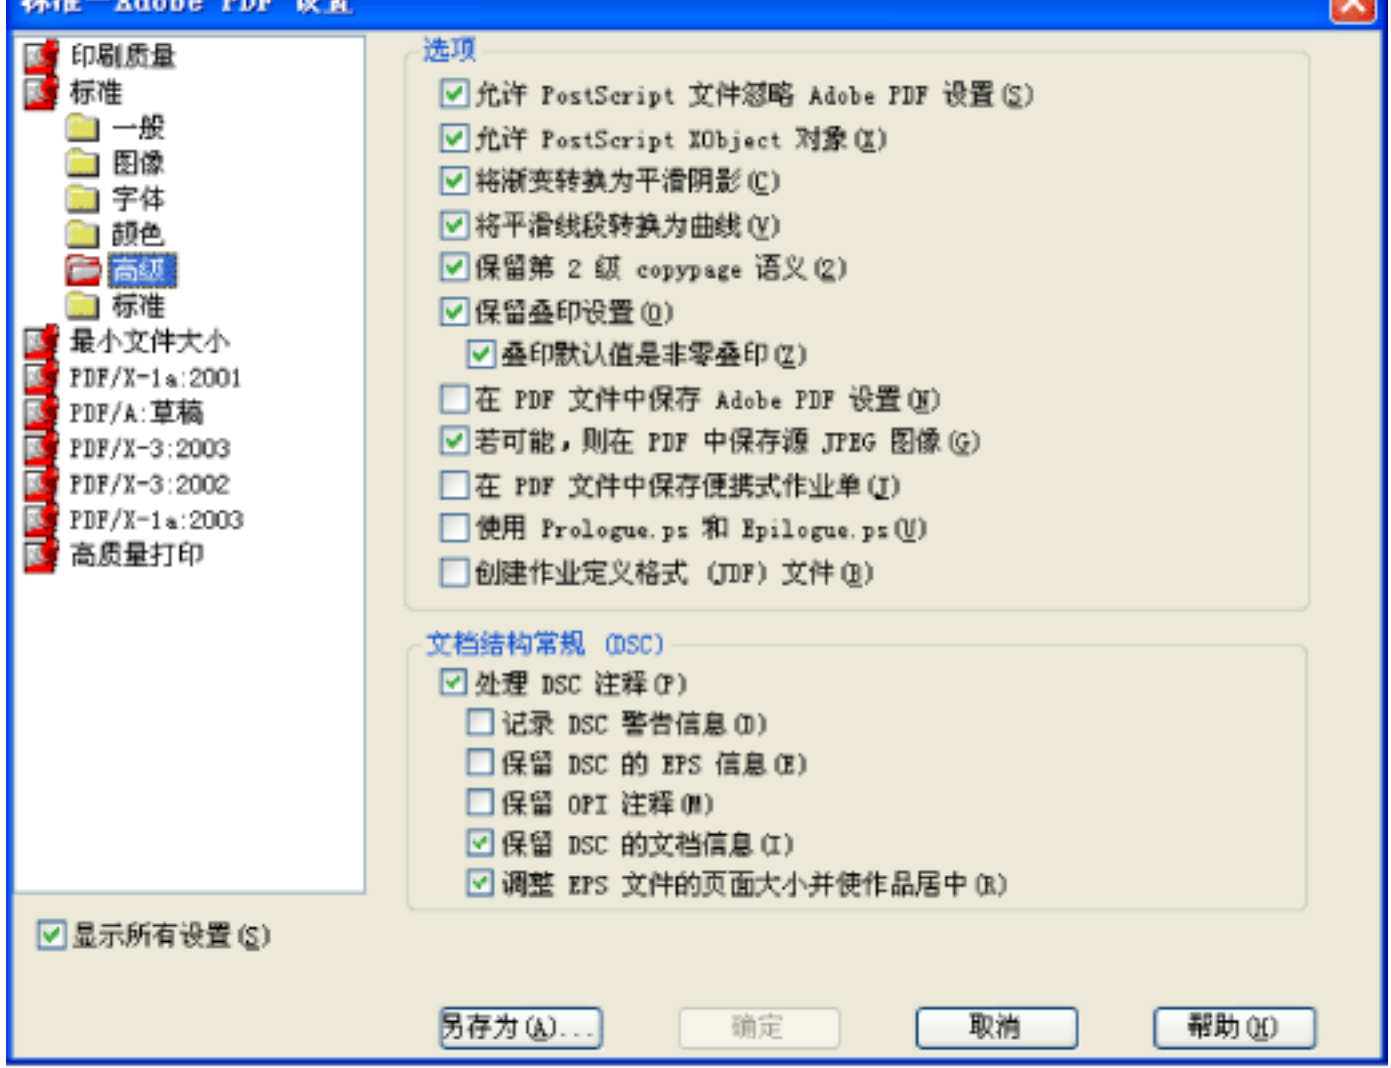 标准-Adobe PDF 设置
印刷质量
标准
一般
图像
字体
颜色
高级
标准
最小文件大小
PDF/X-1a:2001
PDF/A:草稿
PDF/X-3:2003
PDF/X-3:2002
PDF/X-1a:2003
高质量打印
显示所有设置(S)
选项
允许 PostScript 文件忽略 Adobe PDF 设置(S)
允许 PostScript XObject 对象(X)
将渐变转换为平滑阴影(C)
将平滑线段转换为曲线(V)
保留第 2 级 copypage 语义(2)
保留叠印设置(O)
叠印默认值是非零叠印(Z)
在 PDF 文件中保存 Adobe PDF 设置(N)
若可能，则在 PDF 中保存源 JPEG 图像(G)
在 PDF 文件中保存便携式作业单(J)
使用 Prologue.ps 和 Epilogue.ps(U)
创建作业定义格式 (JDF) 文件(B)
文档结构常规 (DSC)
处理 DSC 注释(P)
记录 DSC 警告信息(D)
保留 DSC 的 EPS 信息(E)
保留 OPI 注释(M)
保留 DSC 的文档信息(I)
调整 EPS 文件的页面大小并使作品居中(R)
另存为(A)...
确定
取消
帮助(H)